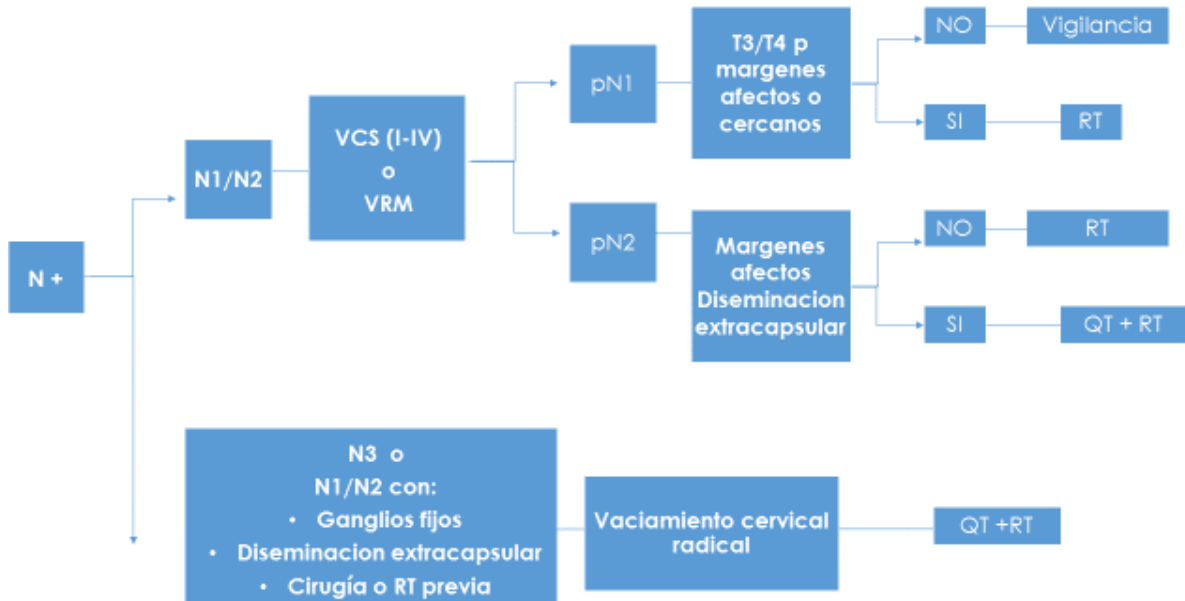 N +
N1/N2
VCS (I-IV)
o
VRM
pN1
T3/T4 p
margenes
afectos o
cercanos
NO
Vigilancia
SI
RT
pN2
Margenes
afectos
Diseminacion
extracapsular
NO
RT
SI
QT + RT
N3 o
N1/N2 con:
• Ganglios fijos
• Diseminacion extracapsular
• Cirugía o RT previa
Vaciamiento cervical
radical
QT +RT